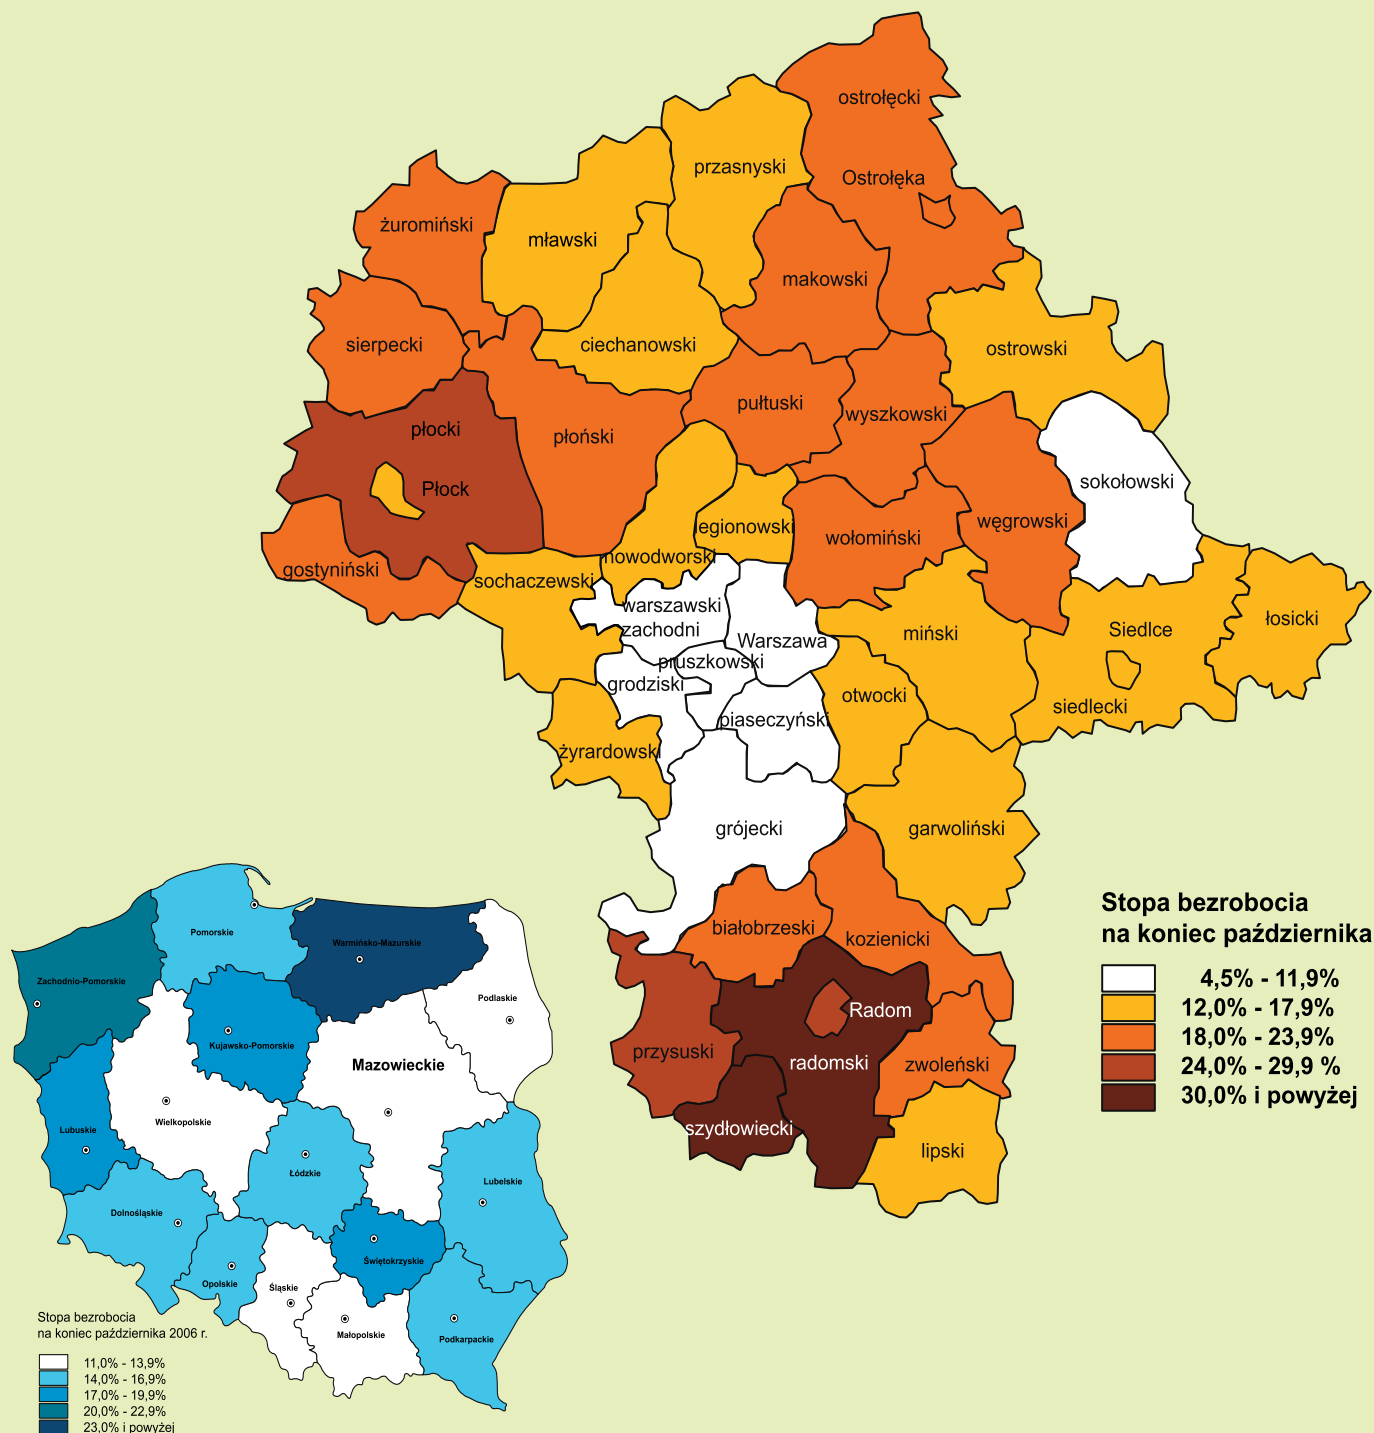 ostrołęcki
przasnyski
Ostrołęka
żuromiński
mławski
makowski
sierpecki
ciechanowski
ostrowski
pułtuski
wyszkowski
płocki
płoński
sokołowski
Płock
legionowski
węgrowski
wołomiński
nowodworski
gostyniński
sochaczewski
warszawski
zachodni
Warszawa
miński
Siedlce
łosicki
pruszkowski
grodziski
otwocki
siedlecki
piaseczyński
żyrardowski
grójecki
garwoliński
białobrzeski
kozienicki
Radom
przysuski
radomski
zwoleński
szydłowiecki
lipski
Stopa bezrobocia
na koniec października
4,5% - 11,9%
12,0% - 17,9%
18,0% - 23,9%
24,0% - 29,9 %
30,0% i powyżej
Pomorskie
Warmińsko-Mazurskie
Zachodnio-Pomorskie
Podlaskie
Kujawsko-Pomorskie
Mazowieckie
Wielkopolskie
Lubuskie
Łódzkie
Lubelskie
Dolnośląskie
Świętokrzyskie
Opolskie
Śląskie
Małopolskie
Podkarpackie
Stopa bezrobocia
na koniec października 2006 r.
11,0% - 13,9%
14,0% - 16,9%
17,0% - 19,9%
20,0% - 22,9%
23,0% i powyżej